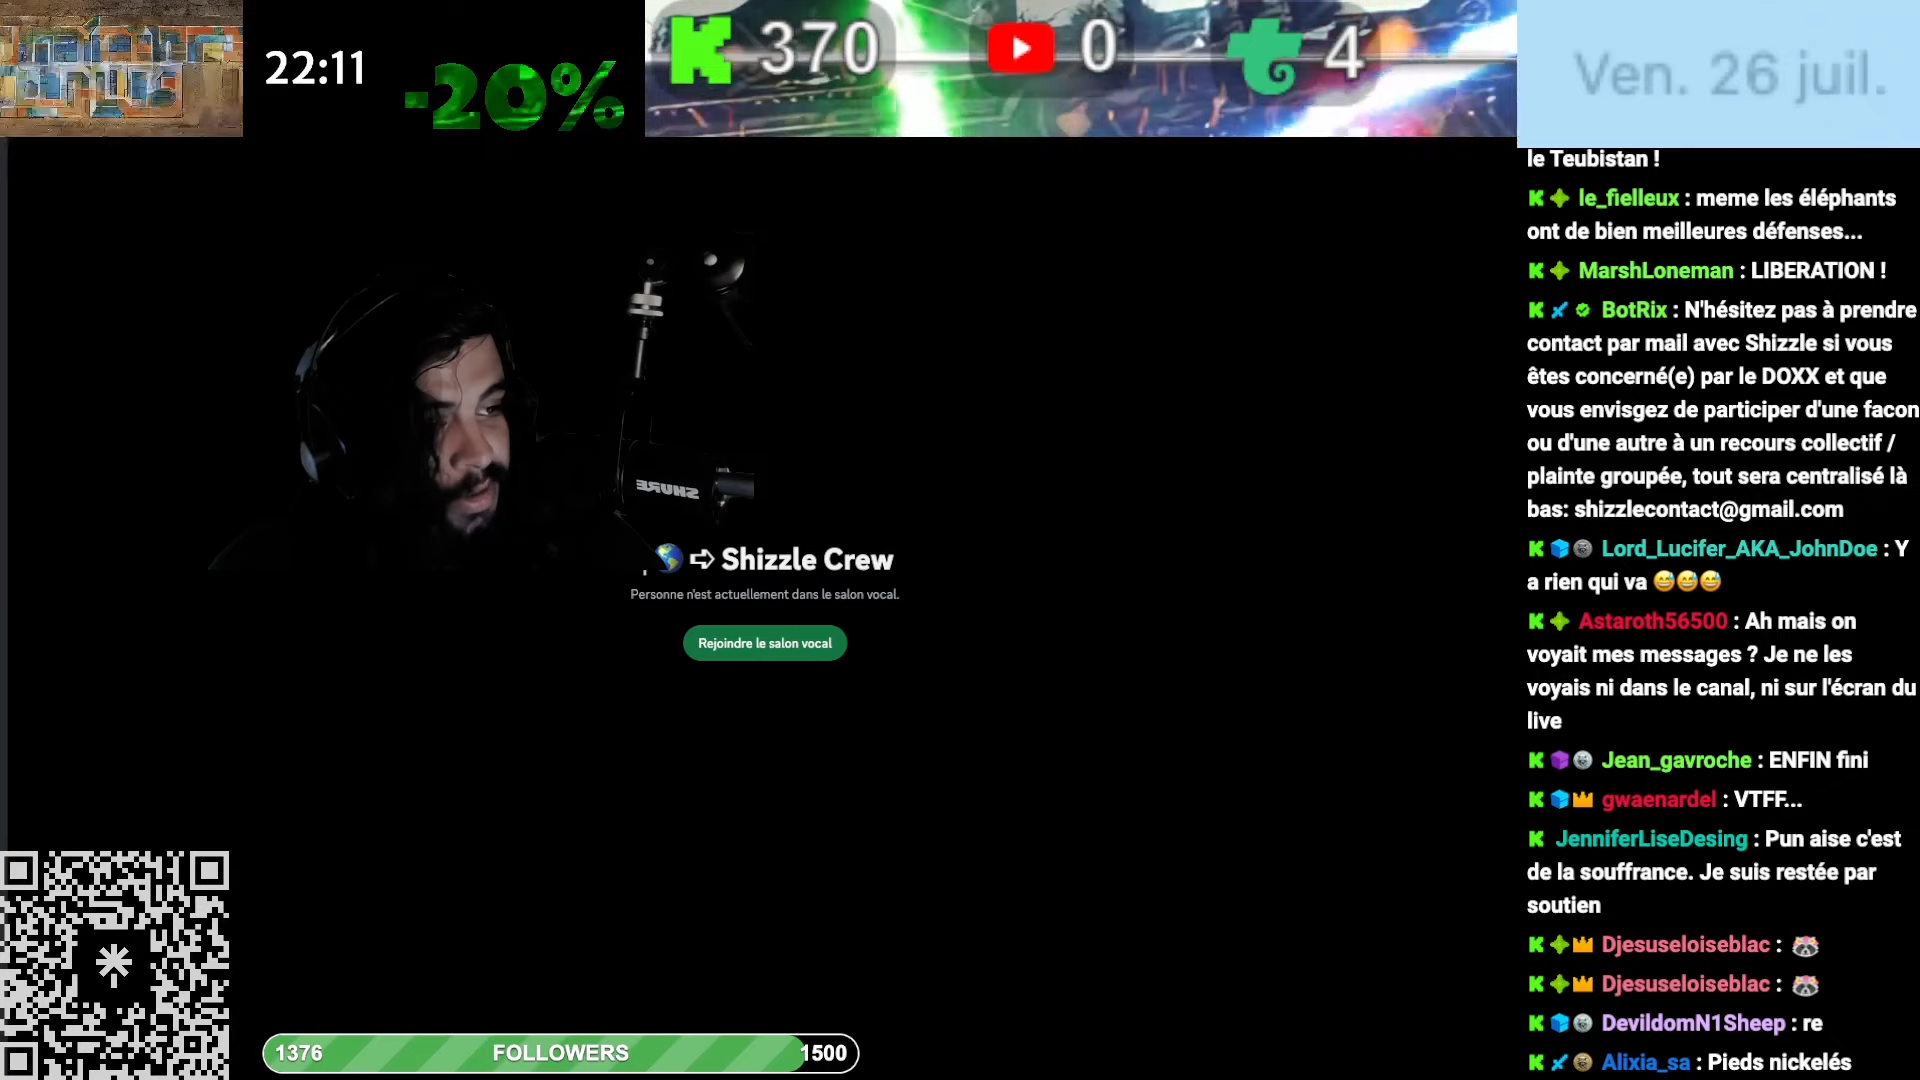 22:11
-20%
370
0
4
Ven. 26 juil.
le Teubistan !
le_fielleux : meme les éléphants
ont de bien meilleures défenses...
MarshLoneman : LIBERATION !
BotRix : N'hésitez pas à prendre
contact par mail avec Shizzle si vous
êtes concerné(e) par le DOXX et que
vous envisgez de participer d'une facon
ou d'une autre à un recours collectif /
plainte groupée, tout sera centralisé là
bas: shizzlecontact@gmail.com
Lord_Lucifer_AKA_JohnDoe : Y
a rien qui va 😅😅😅
Astaroth56500 : Ah mais on
voyait mes messages ? Je ne les
voyais ni dans le canal, ni sur l'écran du
live
Jean_gavroche : ENFIN fini
gwaenardel : VTFF...
JenniferLiseDesing : Pun aise c'est
de la souffrance. Je suis restée par
soutien
Djesuseloiseblac : 🦝
Djesuseloiseblac : 🦝
DevildomN1Sheep : re
Alixia_sa : Pieds nickelés
SHURE
🌎 ➪ Shizzle Crew
Personne n'est actuellement dans le salon vocal.
Rejoindre le salon vocal
1376 FOLLOWERS 1500